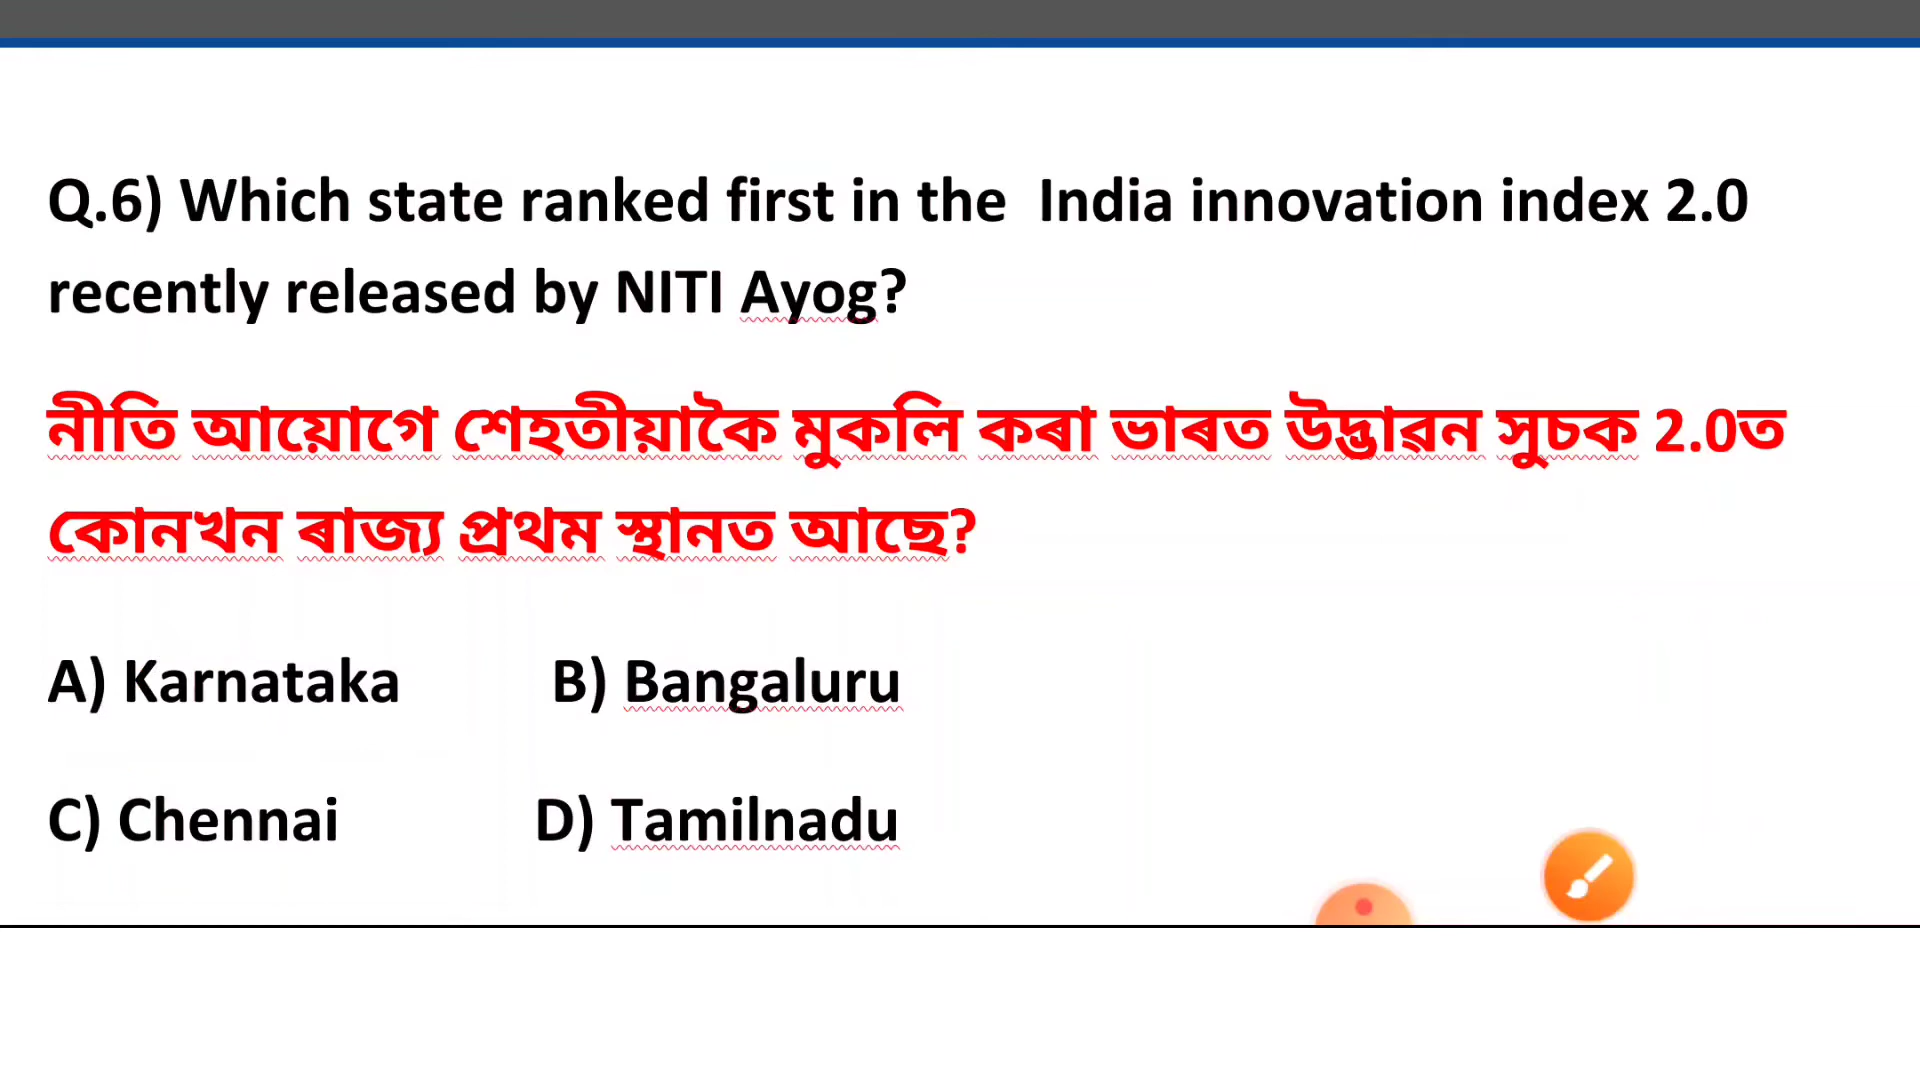 Q.6) Which state ranked first in the India innovation index 2.0
recently released by NITI Ayog?
নীতি আয়োগে শেহতীয়াকৈ মুকলি কৰা ভাৰত উদ্ভাৱন সুচক 2.0ত
কোনখন ৰাজ্য প্ৰথম স্থানত আছে?
A) Karnataka B) Bangaluru
C) Chennai D) Tamilnadu